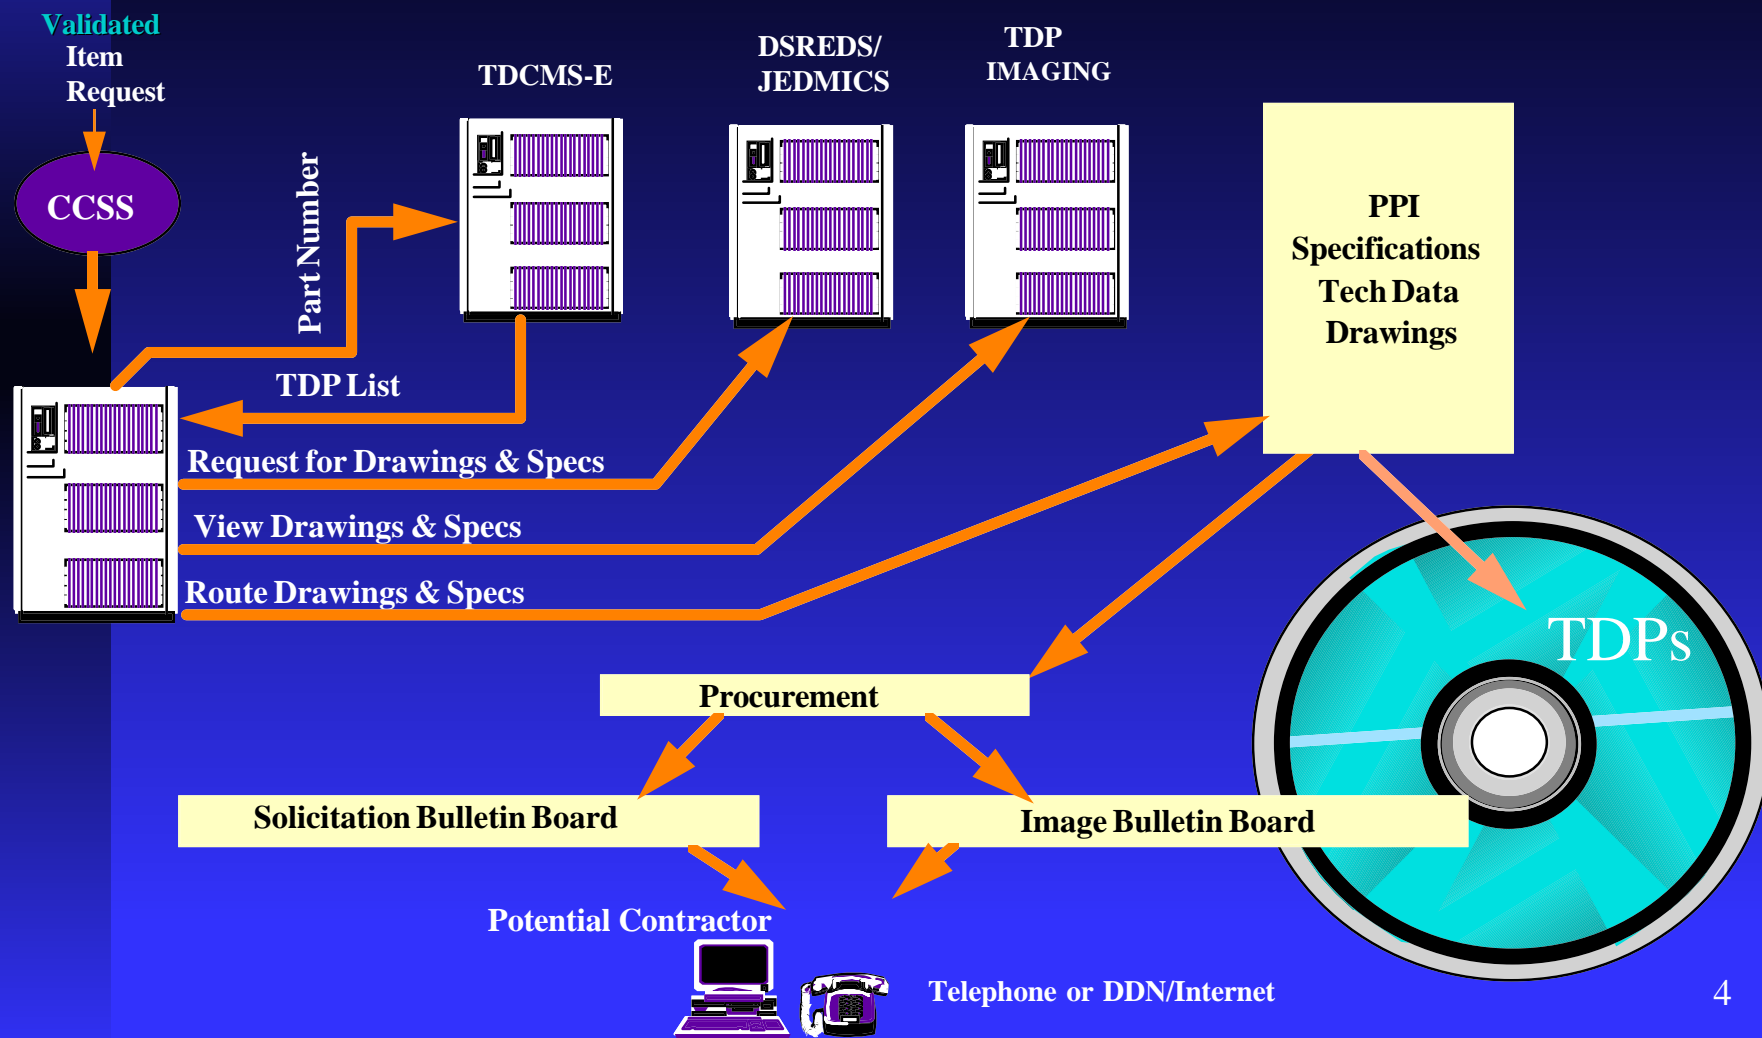 Validated
Item
Request
CCSS
TDCMS-E
DSREDS/
JEDMICS
TDP
IMAGING
Part Number
TDP List
Request for Drawings & Specs
View Drawings & Specs
Route Drawings & Specs
PPI
Specifications
Tech Data
Drawings
TDPs
Procurement
Solicitation Bulletin Board
Image Bulletin Board
Potential Contractor
Telephone or DDN/Internet
4